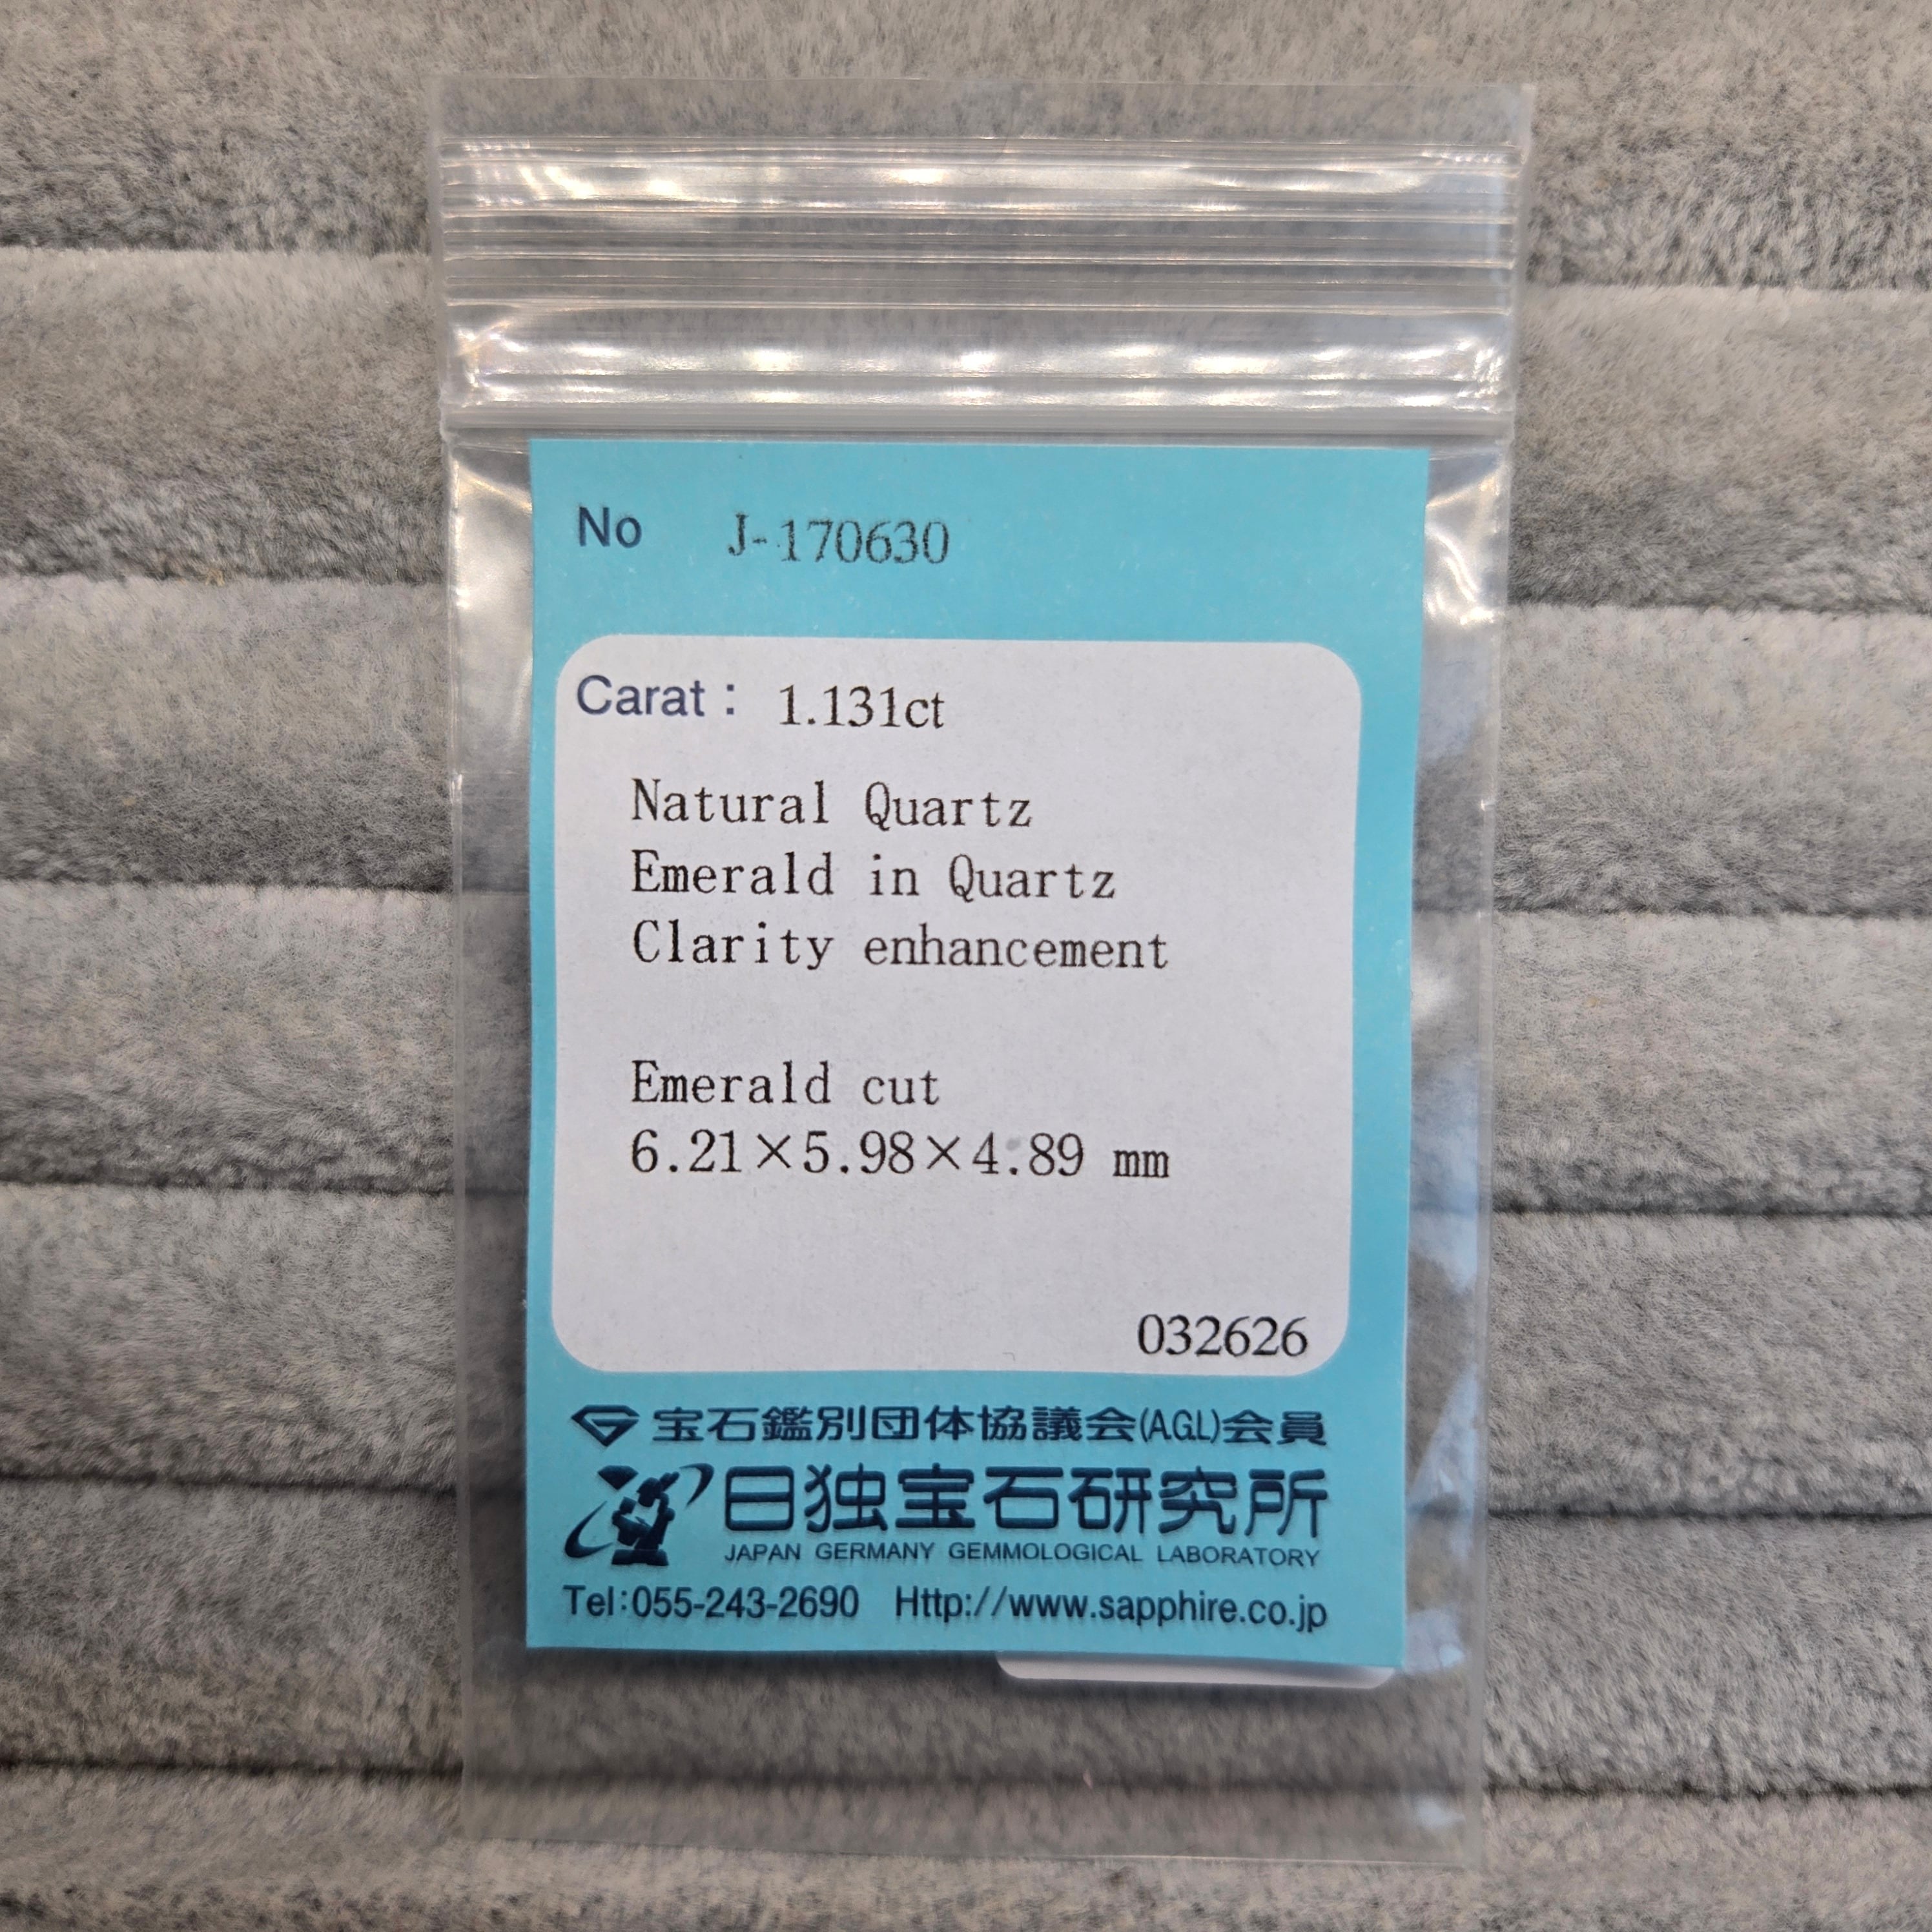 No J-170630
Carat： 1.131ct
Natural Quartz
Emerald in Quartz
Clarity enhancement
Emerald cut
6.21×5.98×4.89 mm
032626
宝石鑑別団体協議会(AGL)会員
日独宝石研究所
JAPAN GERMANY GEMMOLOGICAL LABORATORY
Tel:055-243-2690 Http://www.sapphire.co.jp